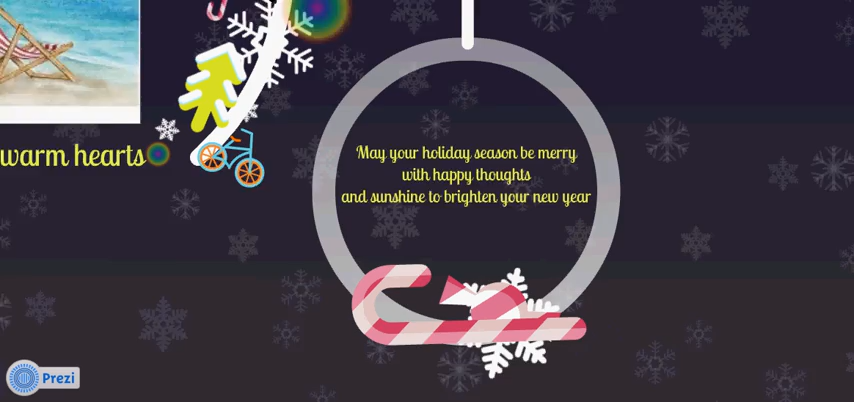 warm hearts
May your holiday season be merry
with happy thoughts
and sunshine to brighten your new year
Prezi